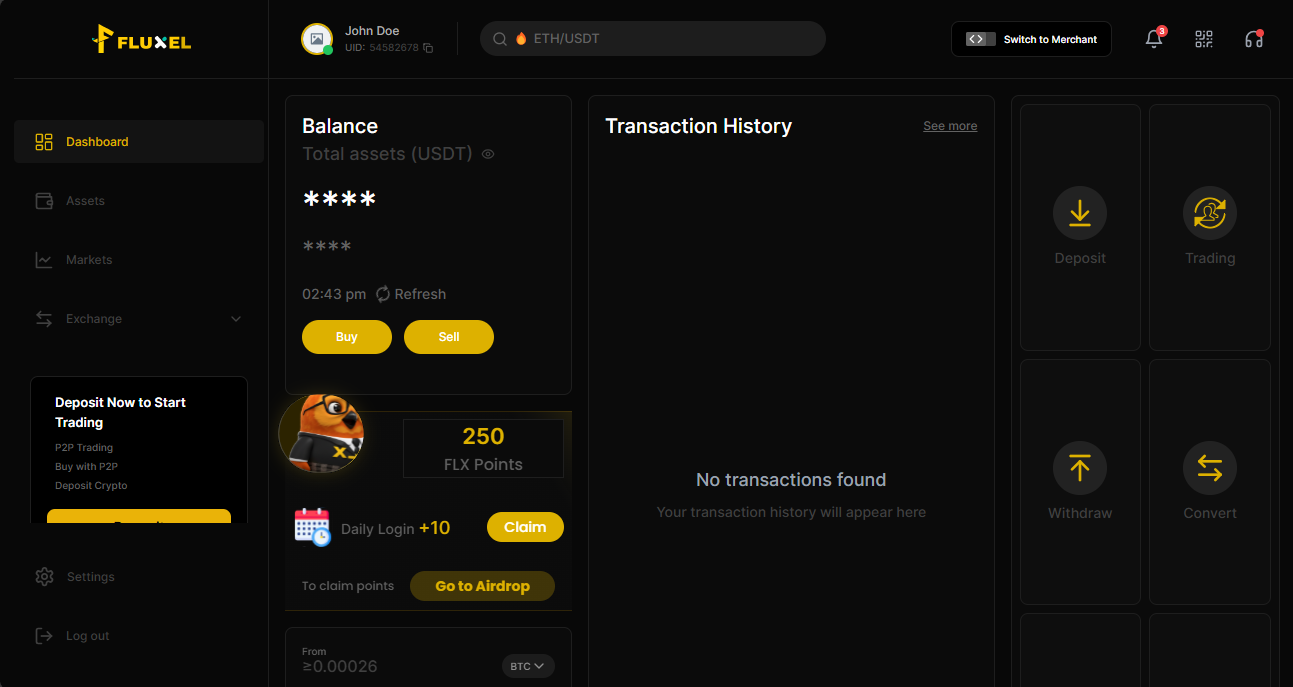 FLUXEL
John Doe
UID: 54582678
ETH/USDT
Switch to Merchant
3
Dashboard
Assets
Markets
Exchange
Deposit Now to Start
Trading
P2P Trading
Buy with P2P
Deposit Crypto
Settings
Log out
Balance
Total assets (USDT)
****
****
02:43 pm Refresh
Buy
Sell
250
FLX Points
Daily Login +10
Claim
To claim points
Go to Airdrop
From
≥0.00026
BTC
Transaction History
See more
No transactions found
Your transaction history will appear here
Deposit
Trading
Withdraw
Convert